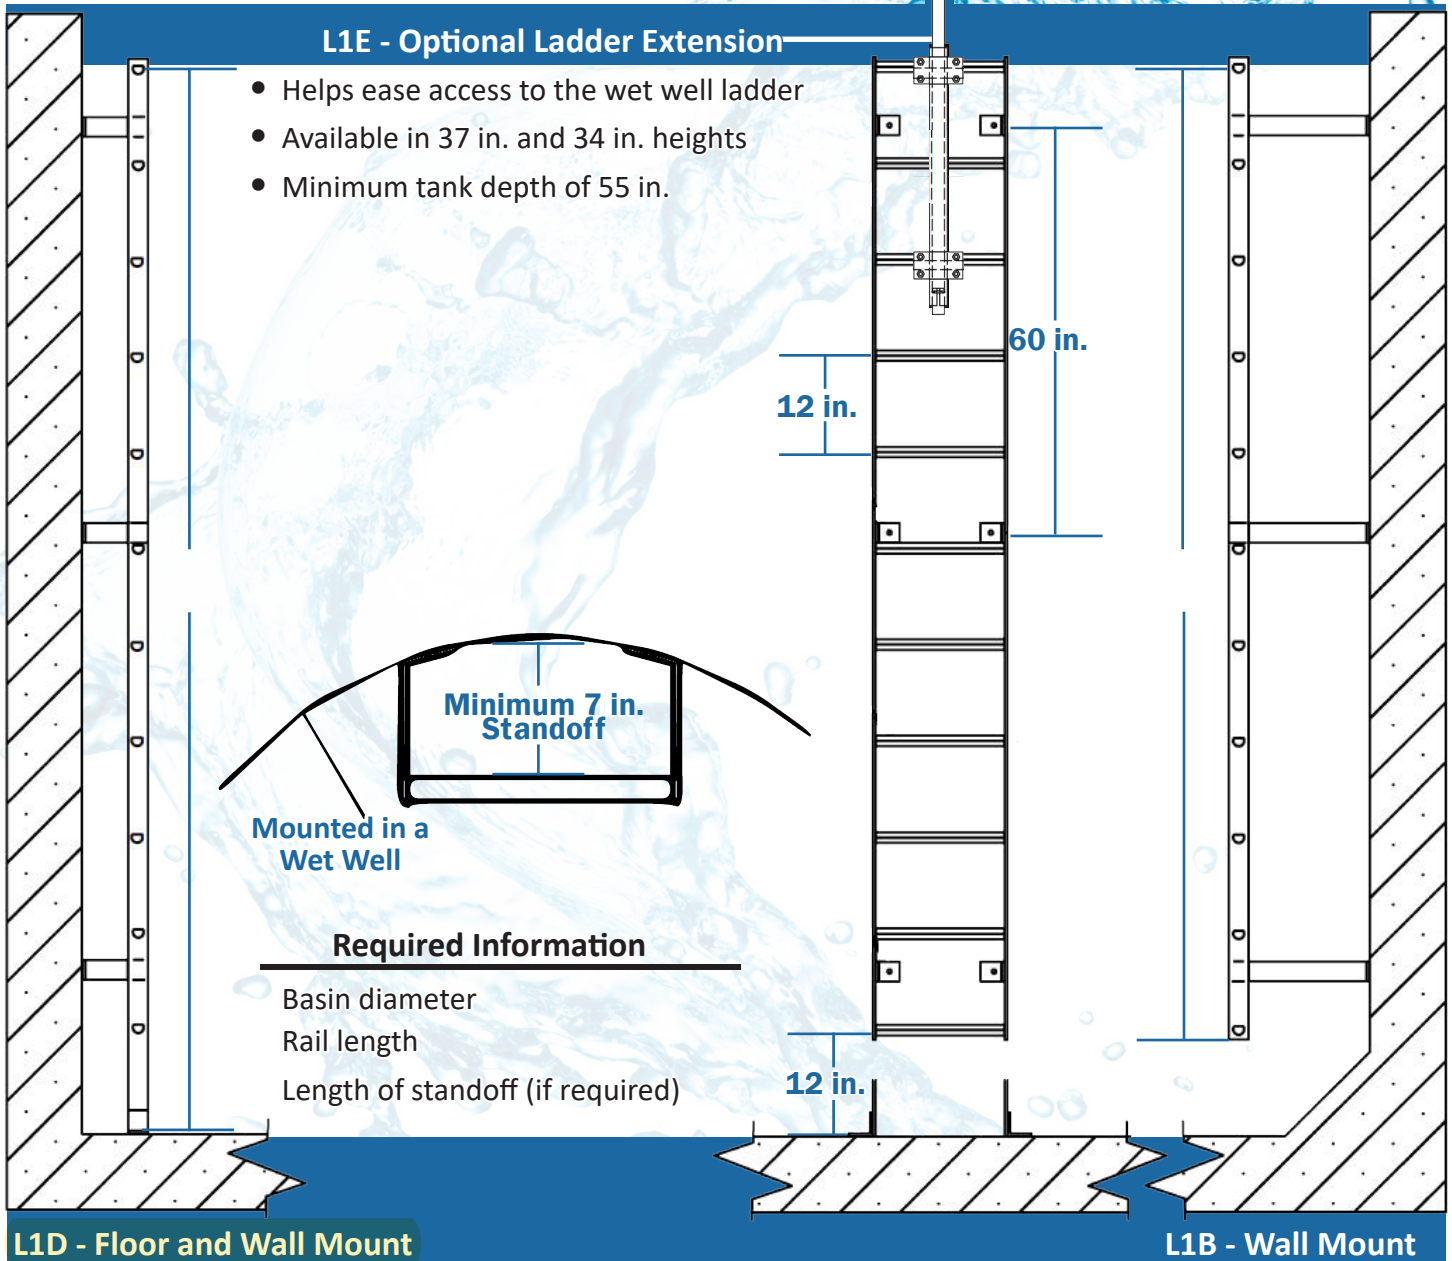 L1E - Optional Ladder Extension
• Helps ease access to the wet well ladder
• Available in 37 in. and 34 in. heights
• Minimum tank depth of 55 in.
60 in.
12 in.
Minimum 7 in.
Standoff
Mounted in a
Wet Well
Required Information
Basin diameter
Rail length
Length of standoff (if required)
12 in.
L1D - Floor and Wall Mount
L1B - Wall Mount